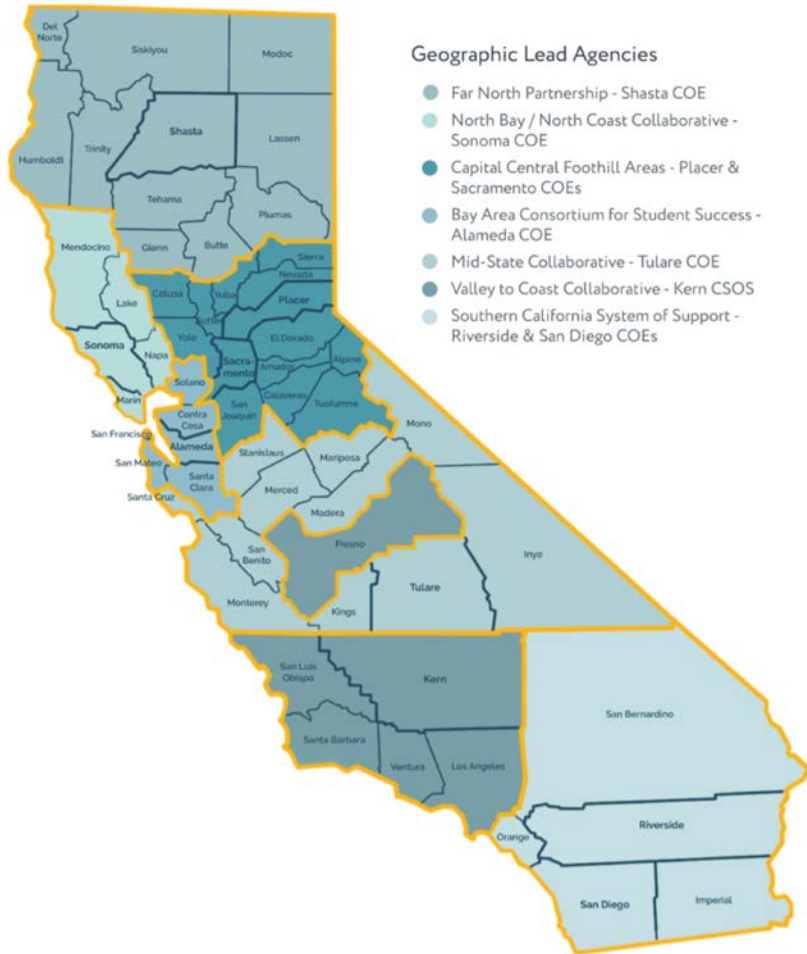 Geographic Lead Agencies
Far North Partnership - Shasta COE
North Bay / North Coast Collaborative -
Sonoma COE
Capital Central Foothill Areas - Placer &
Sacramento COEs
Bay Area Consortium for Student Success -
Alameda COE
Mid-State Collaborative - Tulare COE
Valley to Coast Collaborative - Kern CSOS
Southern California System of Support -
Riverside & San Diego COEs
Del
Norte
Siskiyou
Modoc
Humboldt
Trinity
Shasta
Lassen
Tehama
Plumas
Glenn
Butte
Mendocino
Lake
Sonoma
Napa
Marin
Colusa
Yuba
Sierra
Nevada
Placer
Sutter
Yolo
El Dorado
Sacra-
mento
Amador
Alpine
Solano
Calaveras
San
Joaquin
Tuolumne
Contra
Cosa
San Francisco
Alameda
San Mateo
Santa
Clara
Santa Cruz
Stanislaus
Mariposa
Mono
Merced
Madera
San
Benito
Fresno
Inyo
Monterey
Kings
Tulare
San Luis
Obispo
Kern
Santa Barbara
Ventura
Los Angeles
San Bernardino
Orange
Riverside
San Diego
Imperial